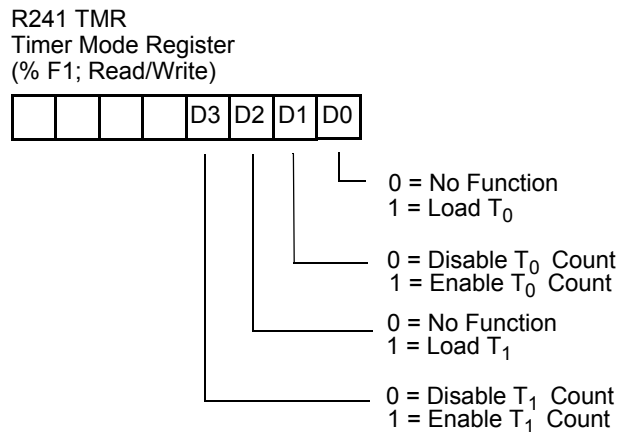 R241 TMR
Timer Mode Register
(% F1; Read/Write)
D3 D2 D1 D0
0 = No Function
1 = Load T0
0 = Disable T0 Count
1 = Enable T0 Count
0 = No Function
1 = Load T1
0 = Disable T1 Count
1 = Enable T1 Count